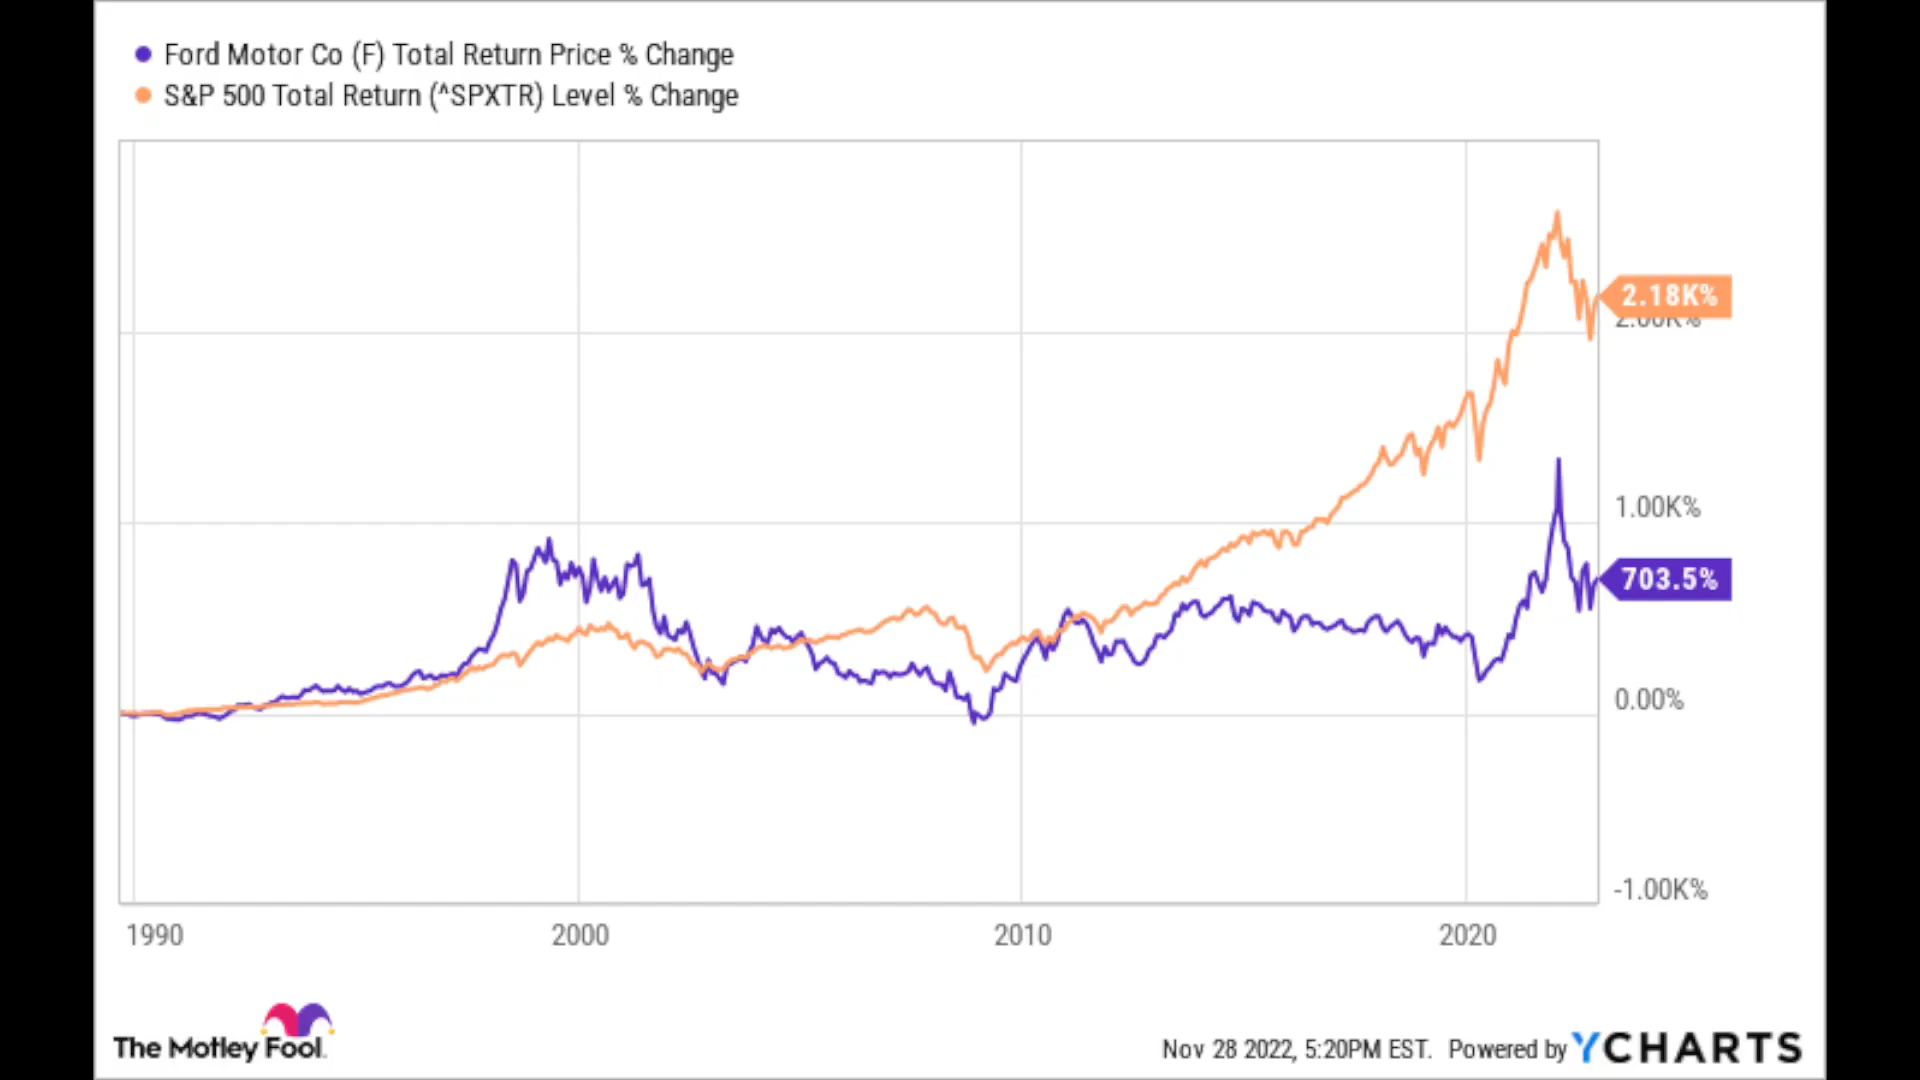 Ford Motor Co (F) Total Return Price % Change
S&P 500 Total Return (^SPXTR) Level % Change
2.18K%
2.00K%
1.00K%
703.5%
0.00%
-1.00K%
1990 2000 2010 2020
The Motley Fool.
Nov 28 2022, 5:20PM EST. Powered by YCHARTS